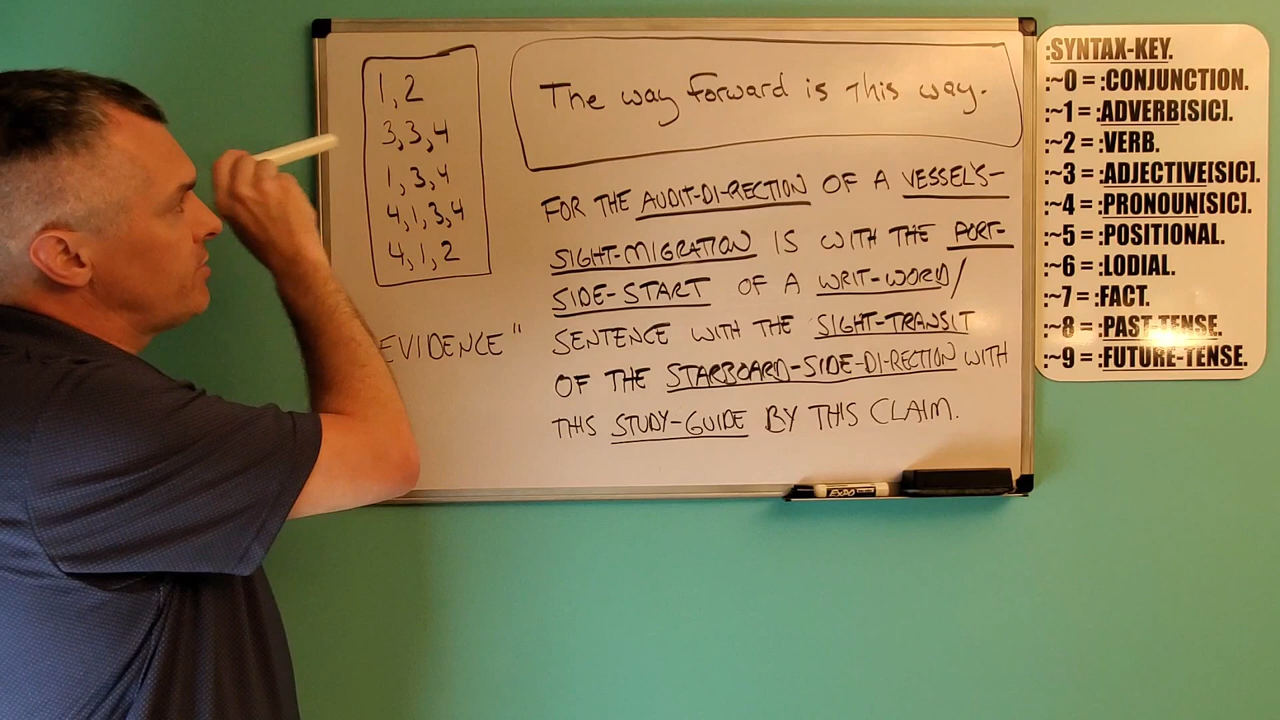 1, 2
3, 3, 4
1, 3, 4
4, 1, 3, 4
4, 1, 2
EVIDENCE"
The way forward is this way.
FOR THE AUDIT-DI-RECTION OF A VESSEL'S-
SIGHT-MIGRATION IS WITH THE PORT-
SIDE-START OF A WRIT-WORD/
SENTENCE WITH THE SIGHT-TRANSIT
OF THE STARBOARD-SIDE-DI-RECTION WITH
THIS STUDY-GUIDE BY THIS CLAIM.
EXPO
:SYNTAX-KEY.
:~0 = :CONJUNCTION.
:~1 = :ADVERB[SIC].
:~2 = :VERB.
:~3 = :ADJECTIVE[SIC].
:~4 = :PRONOUN[SIC].
:~5 = :POSITIONAL.
:~6 = :LODIAL.
:~7 = :FACT.
:~8 = :PAST-TENSE.
:~9 = :FUTURE-TENSE.